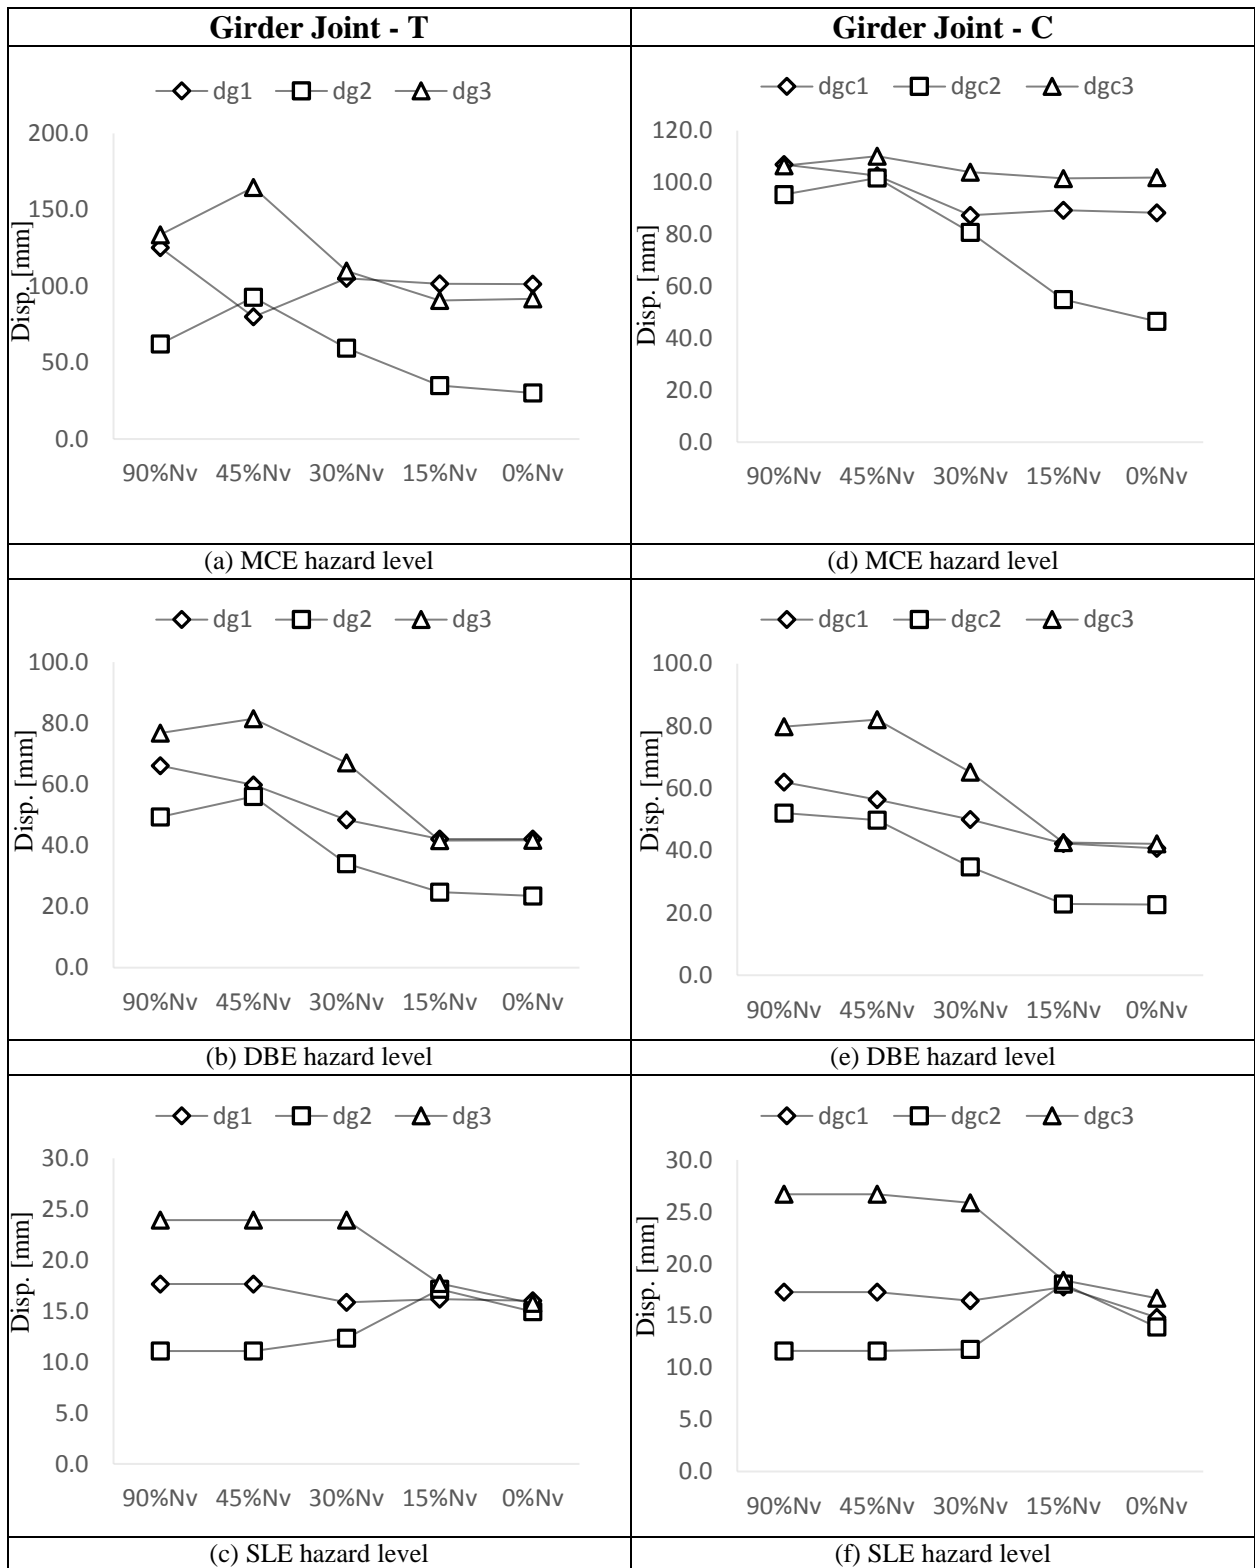 Girder Joint - T
Girder Joint - C
dg1 dg2 dg3
200.0
150.0
100.0
50.0
0.0
Disp. [mm]
90%Nv 45%Nv 30%Nv 15%Nv 0%Nv
(a) MCE hazard level
dgc1 dgc2 dgc3
120.0
100.0
80.0
60.0
40.0
20.0
0.0
Disp. [mm]
90%Nv 45%Nv 30%Nv 15%Nv 0%Nv
(d) MCE hazard level
dg1 dg2 dg3
100.0
80.0
60.0
40.0
20.0
0.0
Disp. [mm]
90%Nv 45%Nv 30%Nv 15%Nv 0%Nv
(b) DBE hazard level
dgc1 dgc2 dgc3
100.0
80.0
60.0
40.0
20.0
0.0
Disp. [mm]
90%Nv 45%Nv 30%Nv 15%Nv 0%Nv
(e) DBE hazard level
dg1 dg2 dg3
30.0
25.0
20.0
15.0
10.0
5.0
0.0
Disp. [mm]
90%Nv 45%Nv 30%Nv 15%Nv 0%Nv
(c) SLE hazard level
dgc1 dgc2 dgc3
30.0
25.0
20.0
15.0
10.0
5.0
0.0
Disp. [mm]
90%Nv 45%Nv 30%Nv 15%Nv 0%Nv
(f) SLE hazard level